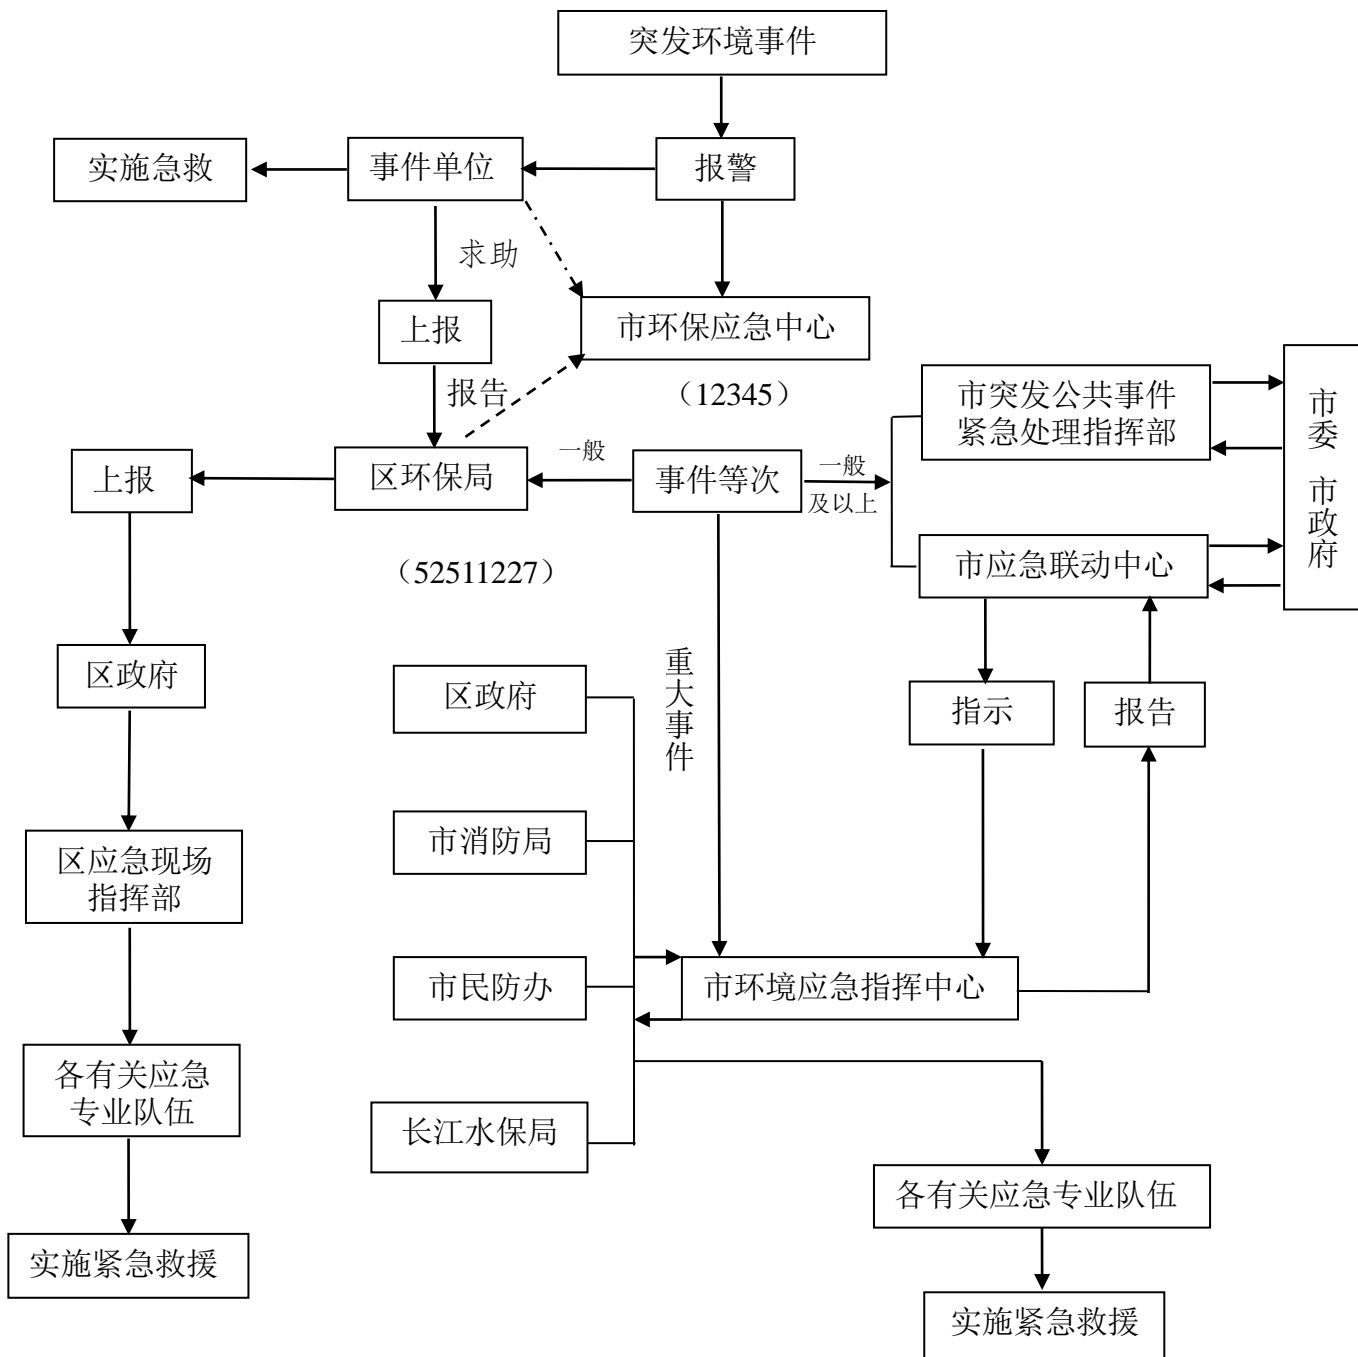 突发环境事件
实施急救
事件单位
报警
求助
上报
市环保应急中心
报告
（12345）
市突发公共事件
紧急处理指挥部
市委 市政府
上报
区环保局
一般
事件等次
一般
及以上
（52511227）
市应急联动中心
区政府
区政府
重大事件
指示
报告
市消防局
区应急现场
指挥部
市民防办
市环境应急指挥中心
各有关应急
专业队伍
长江水保局
各有关应急专业队伍
实施紧急救援
实施紧急救援